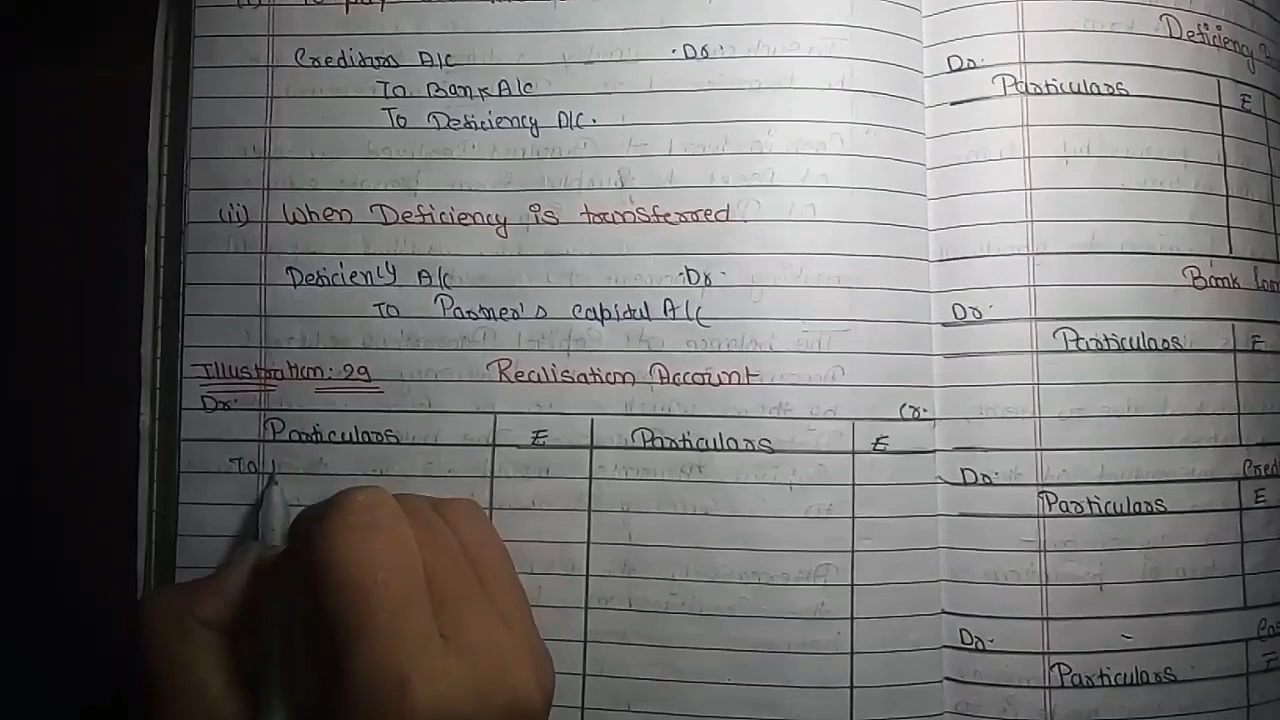 Creditors A/c Dr.
To Bank A/c
To Deficiency A/C.
(ii) When Deficiency is transferred
Deficiency A/c Dr.
To Partner's capital A/C
Illustration: 29 Realisation Account
Dr. Cr.
Particulars ₹ Particulars ₹
To
Deficiency
Dr.
Particulars ₹
Bank loan
Dr.
Particulars ₹
Dr.
Particulars ₹
Dr.
Particulars ₹